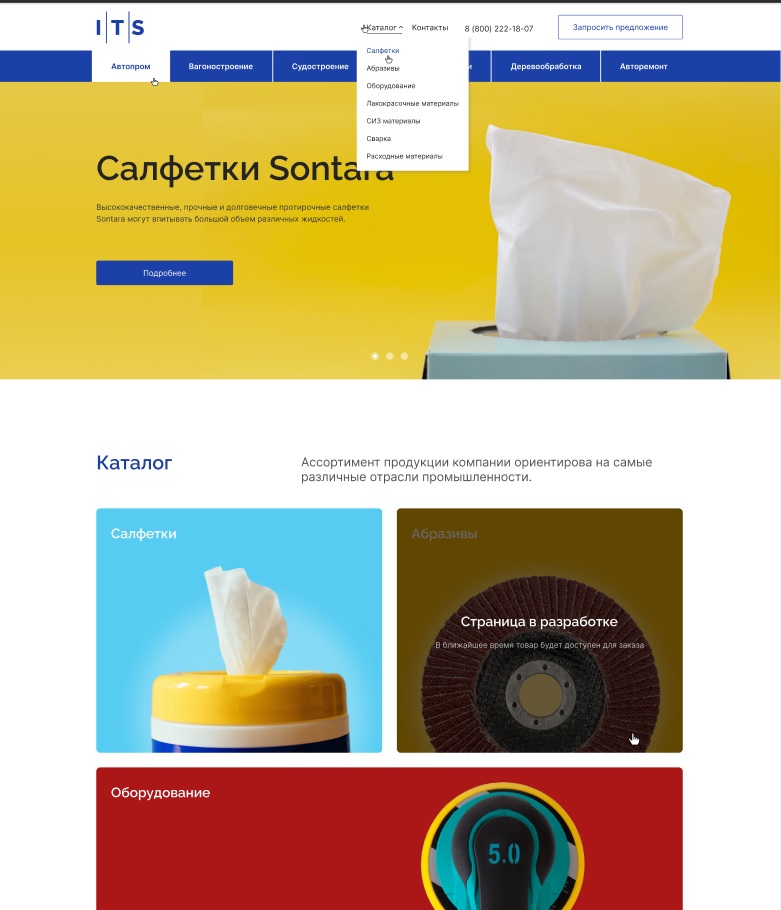 ITS
Каталог
Контакты
8 (800) 222-18-07
Запросить предложение
Автопром
Вагоностроение
Судостроение
Деревообработка
Авторемонт
Салфетки
Абразивы
Оборудование
Лакокрасочные материалы
СИЗ материалы
Сварка
Расходные материалы
Салфетки Sontara
Высококачественные, прочные и долговечные протирочные салфетки
Sontara могут впитывать большой объем различных жидкостей.
Подробнее
Каталог
Ассортимент продукции компании ориентирова на самые
различные отрасли промышленности.
Салфетки
Абразивы
Страница в разработке
В ближайшее время товар будет доступен для заказа
Оборудование
5.0